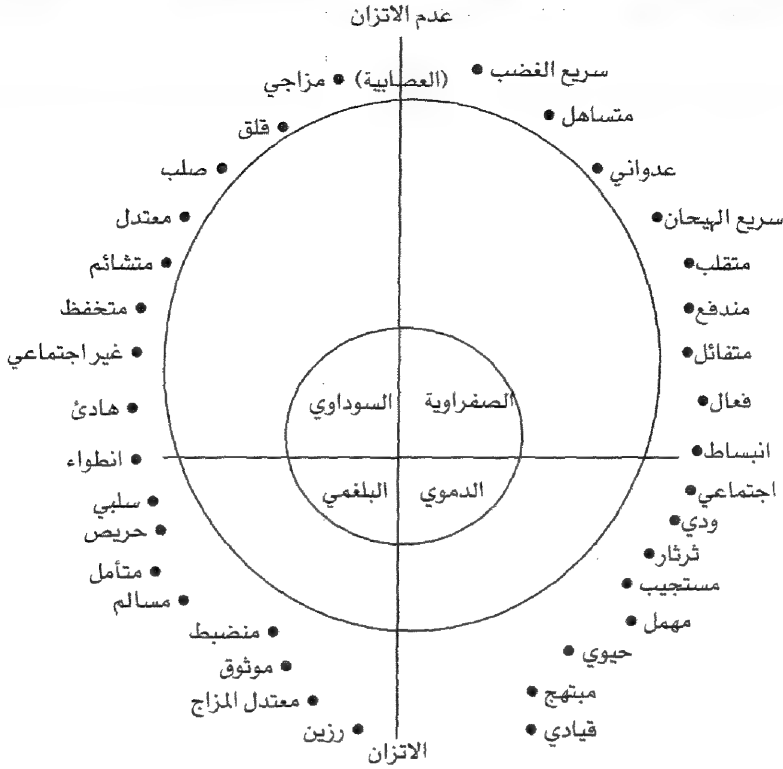 عدم الاتزان
(العصابية)
سريع الغضب
متساهل
عدواني
سريع الهيجان
متقلب
مندفع
متفائل
فعال
انبساط
اجتماعي
ودي
ثرثار
مستجيب
مهمل
حيوي
مبتهج
قيادي
مزاجي
قلق
صلب
معتدل
متشائم
متخفظ
غير اجتماعي
هادئ
انطواء
سلبي
حريص
متأمل
مسالم
منضبط
موثوق
معتدل المزاج
رزين
الصفراوية
السوداوي
الدموي
البلغمي
الاتزان